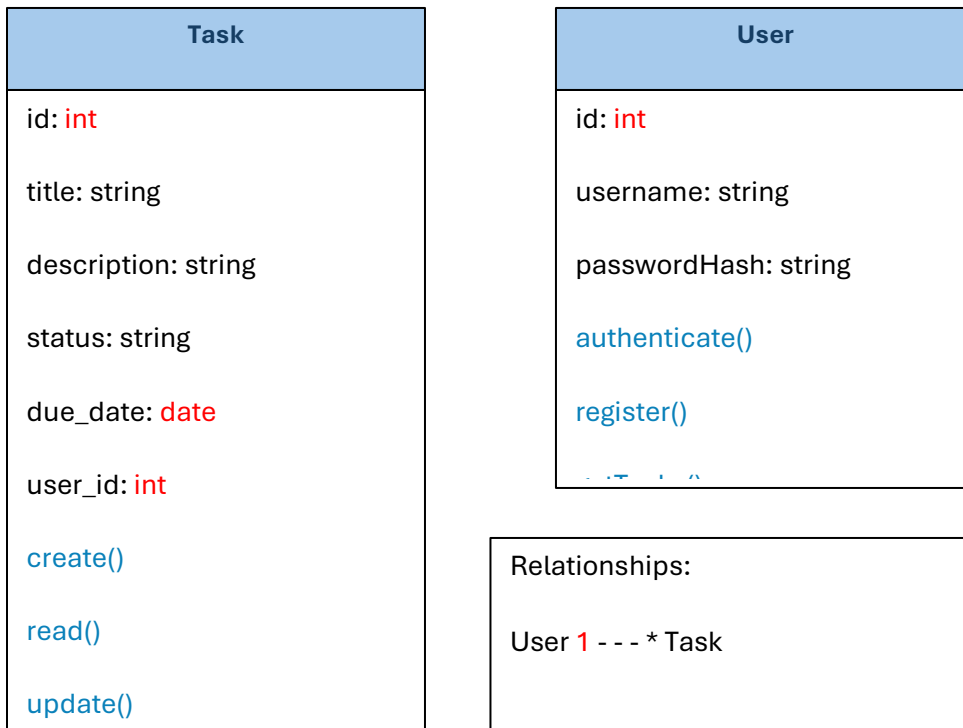 Task
id: int
title: string
description: string
status: string
due_date: date
user_id: int
create()
read()
update()
User
id: int
username: string
passwordHash: string
authenticate()
register()
Relationships:
User 1 - - - * Task